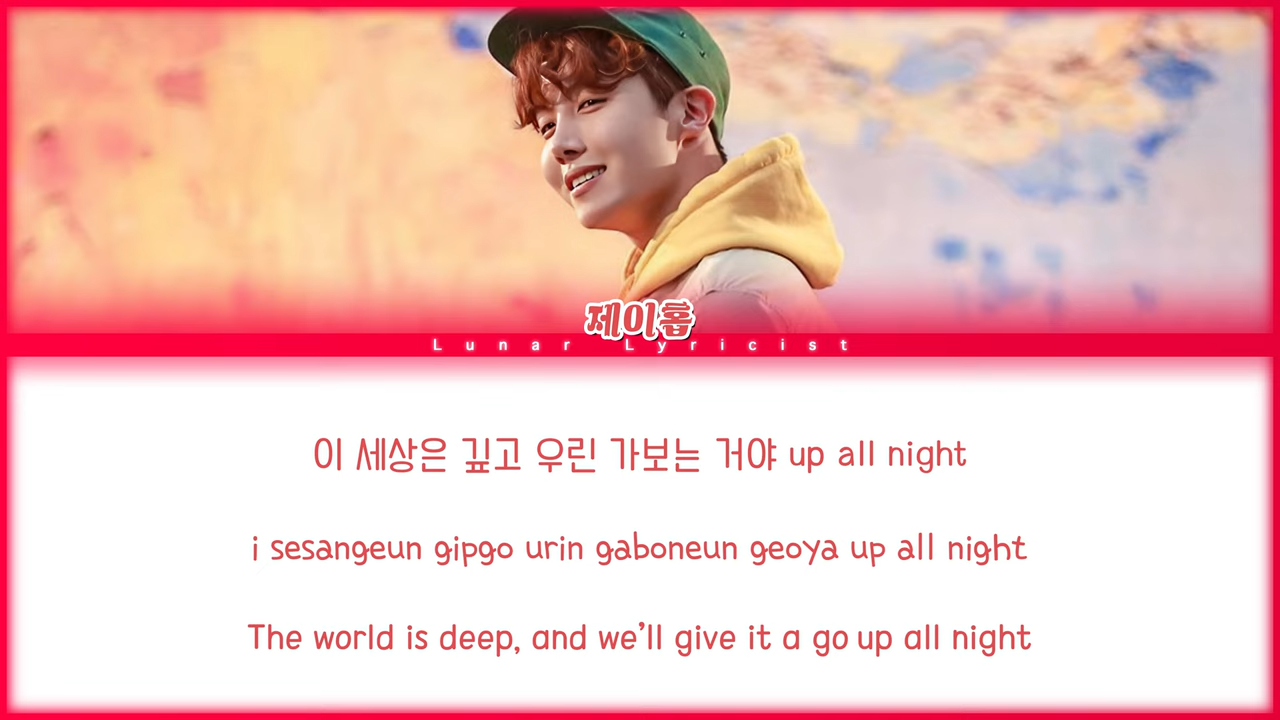 제이홉
Lunar Lyricist
이 세상은 깊고 우린 가보는 거야 up all night
i sesangeun gipgo urin gaboneun geoya up all night
The world is deep, and we’ll give it a go up all night